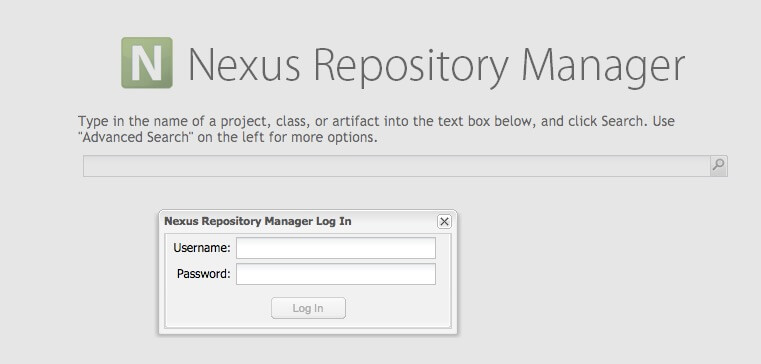 N Nexus Repository Manager
Type in the name of a project, class, or artifact into the text box below, and click Search. Use
"Advanced Search" on the left for more options.
Nexus Repository Manager Log In
Username:
Password:
Log In